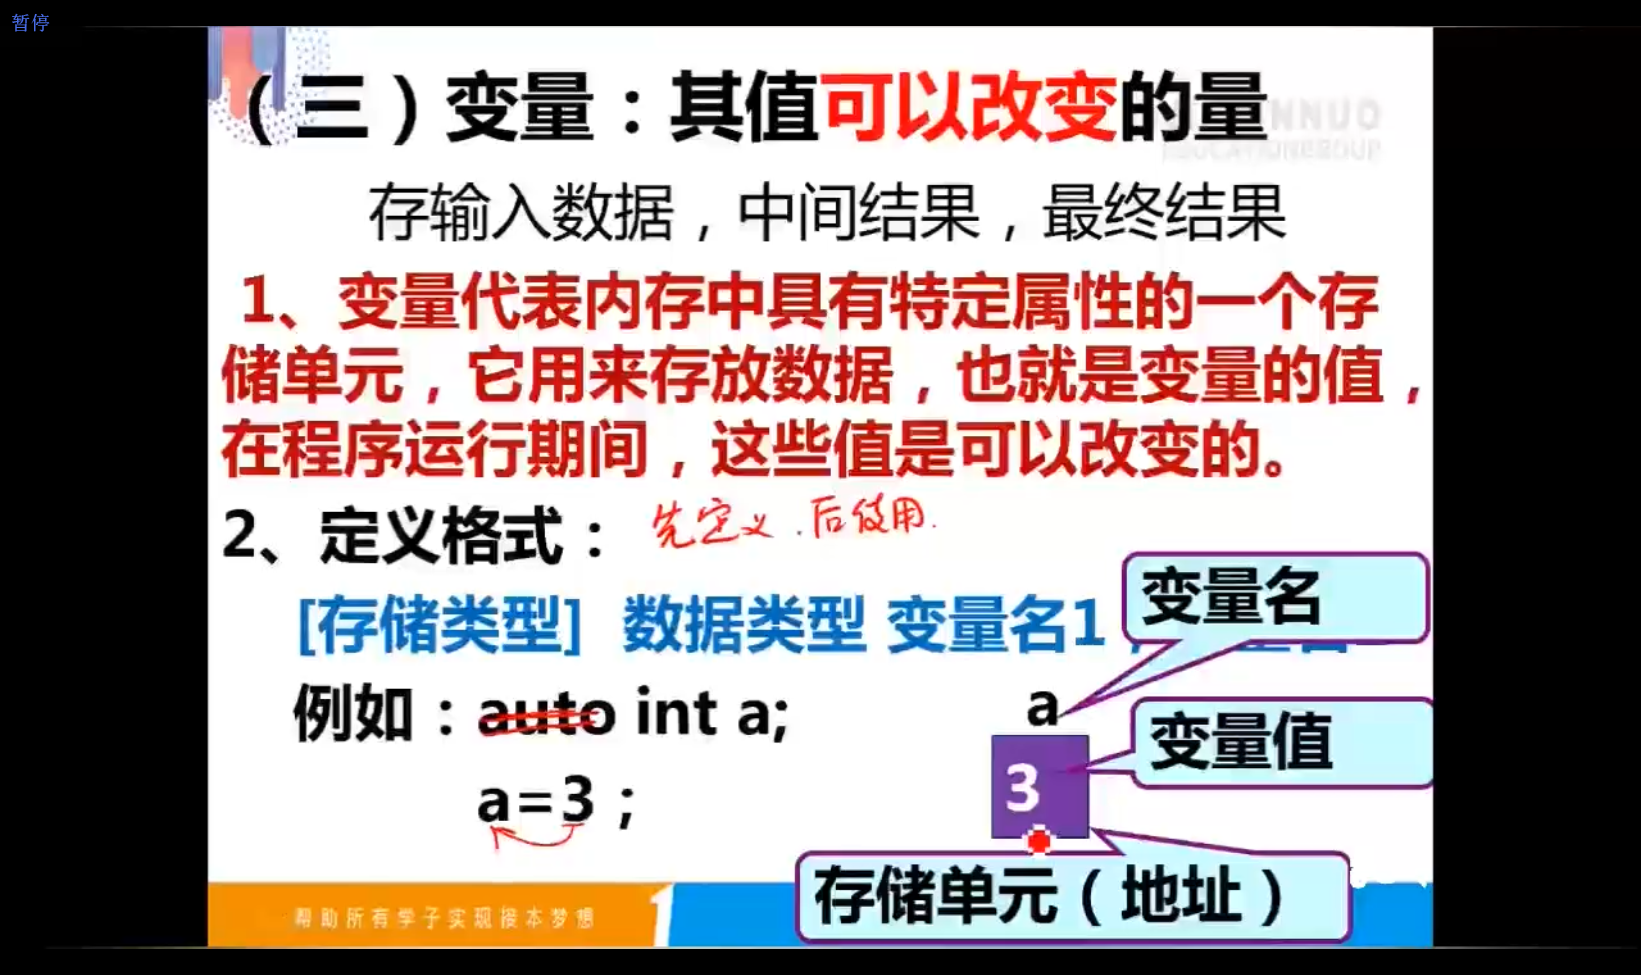 暂停
（三）变量：其值可以改变的量
存输入数据，中间结果，最终结果
1、变量代表内存中具有特定属性的一个存
储单元，它用来存放数据，也就是变量的值，
在程序运行期间，这些值是可以改变的。
2、定义格式：
先定义．后使用．
变量名
[存储类型] 数据类型 变量名1
例如：auto int a;
a
变量值
3
a=3；
存储单元（地址）
帮助所有学子实现接本梦想